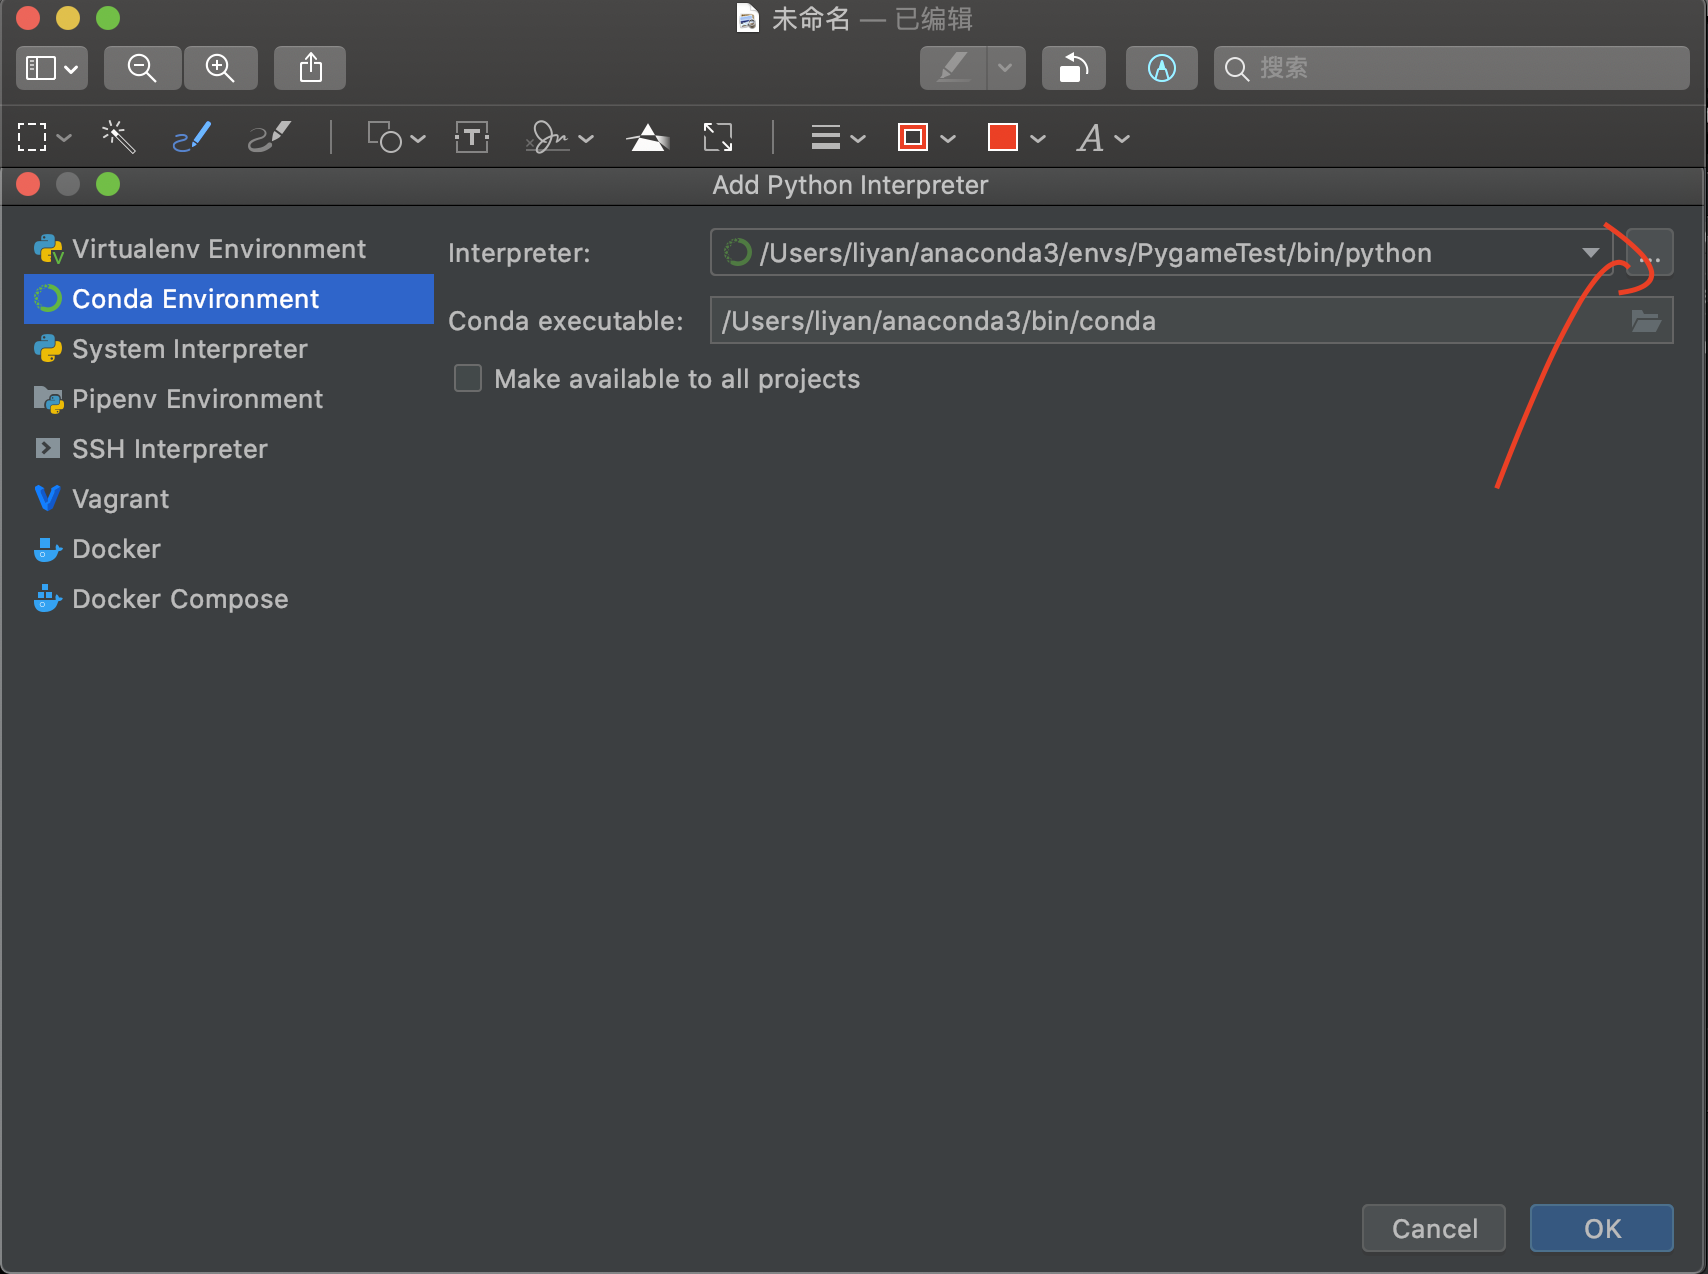 未命名 — 已编辑
搜索
Add Python Interpreter
Virtualenv Environment
Conda Environment
System Interpreter
Pipenv Environment
SSH Interpreter
Vagrant
Docker
Docker Compose
Interpreter: /Users/liyan/anaconda3/envs/PygameTest/bin/python ...
Conda executable: /Users/liyan/anaconda3/bin/conda
Make available to all projects
Cancel OK